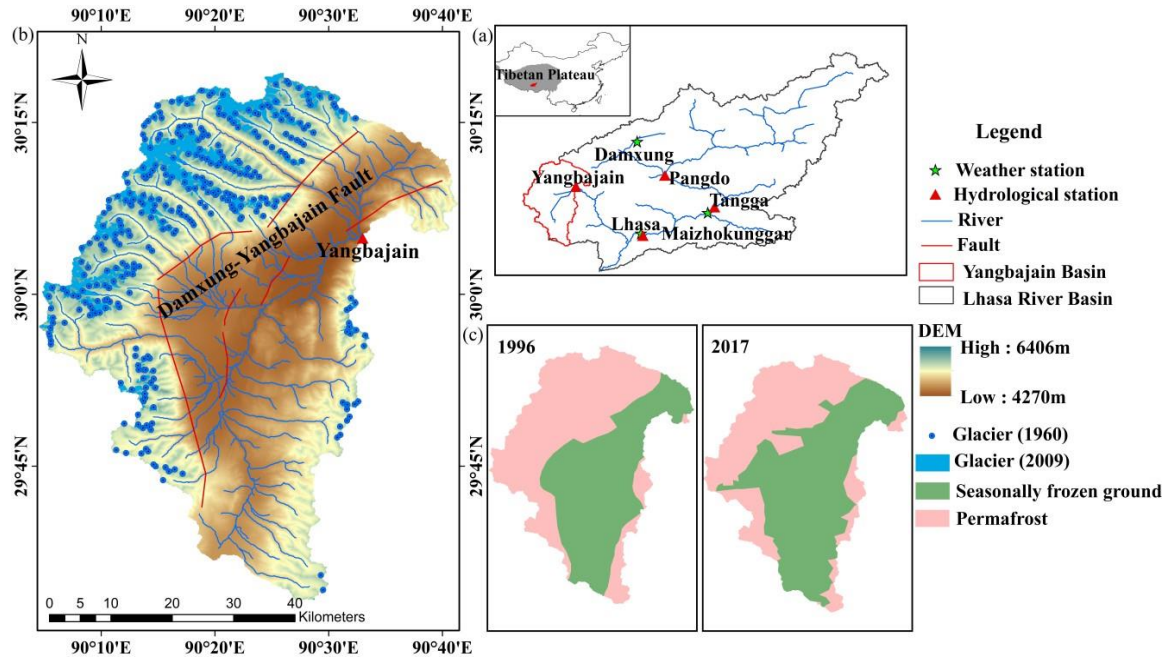 90°10'E 90°20'E 90°30'E 90°40'E
(b)
N
30°15'N
30°0'N
29°45'N
Damxung-Yangbajain Fault
Yangbajain
0 5 10 20 30 40
Kilometers
90°10'E 90°20'E 90°30'E 90°40'E
(a)
Tibetan Plateau
Damxung
Yangbajain
Pangdo
Tangga
Lhasa
Maizhokunggar
30°15'N
30°0'N
29°45'N
(c)
1996
2017
Legend
Weather station
Hydrological station
River
Fault
Yangbajain Basin
Lhasa River Basin
DEM
High : 6406m
Low : 4270m
Glacier (1960)
Glacier (2009)
Seasonally frozen ground
Permafrost